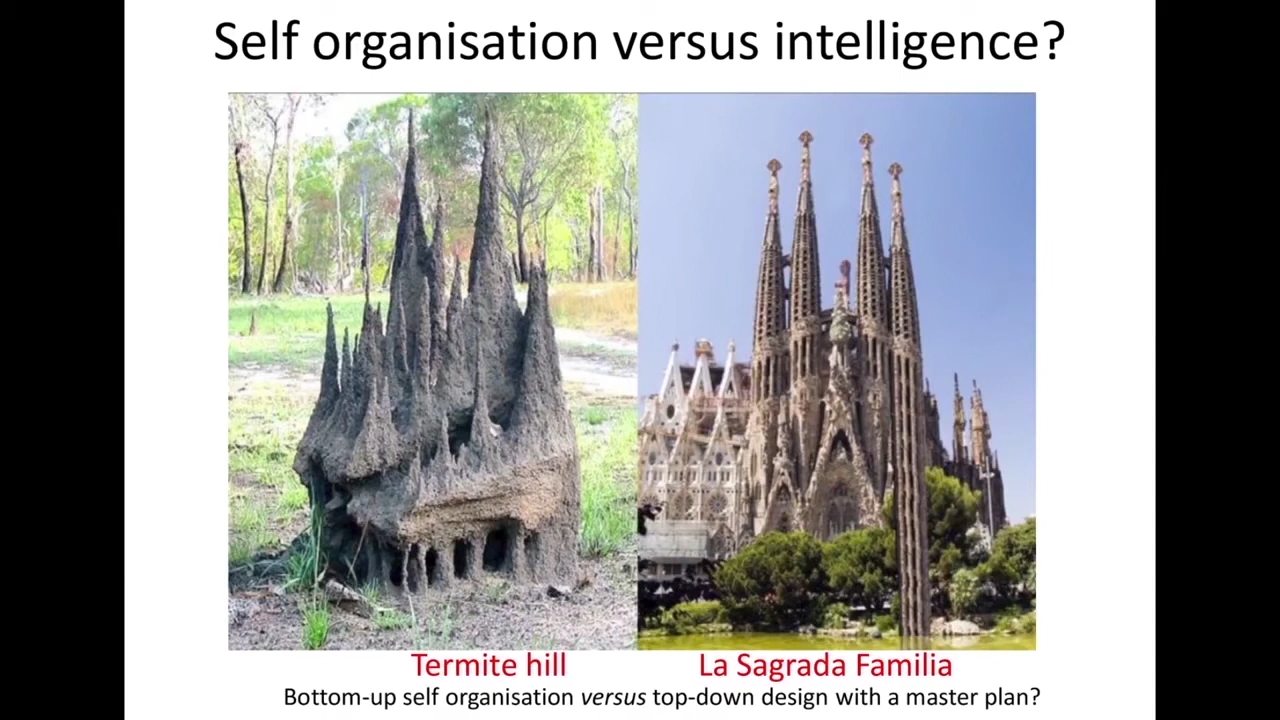 Self organisation versus intelligence?
Termite hill
La Sagrada Familia
Bottom-up self organisation versus top-down design with a master plan?